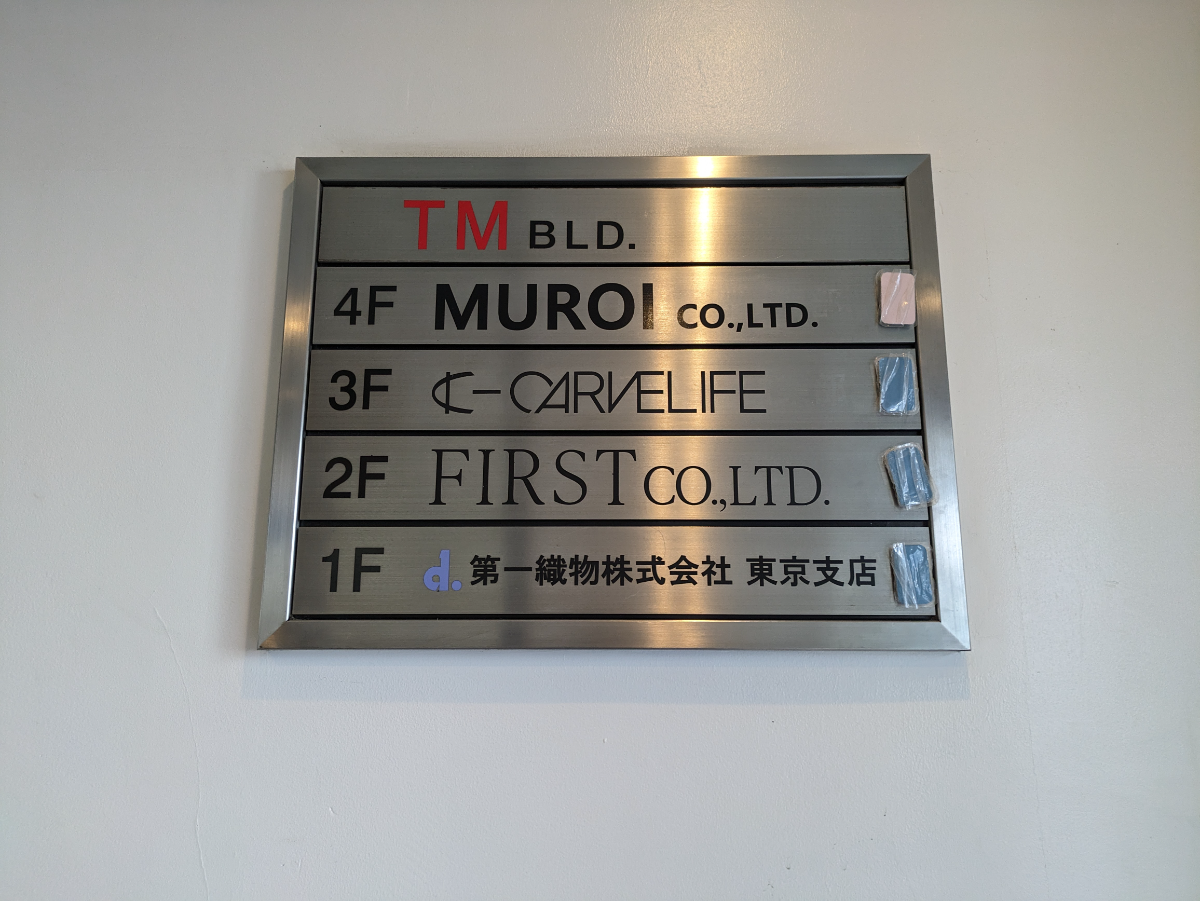 TM BLD.
4F MUROI CO.,LTD.
3F K-CARVELIFE
2F FIRST CO.,LTD.
1F d. 第一織物株式会社 東京支店